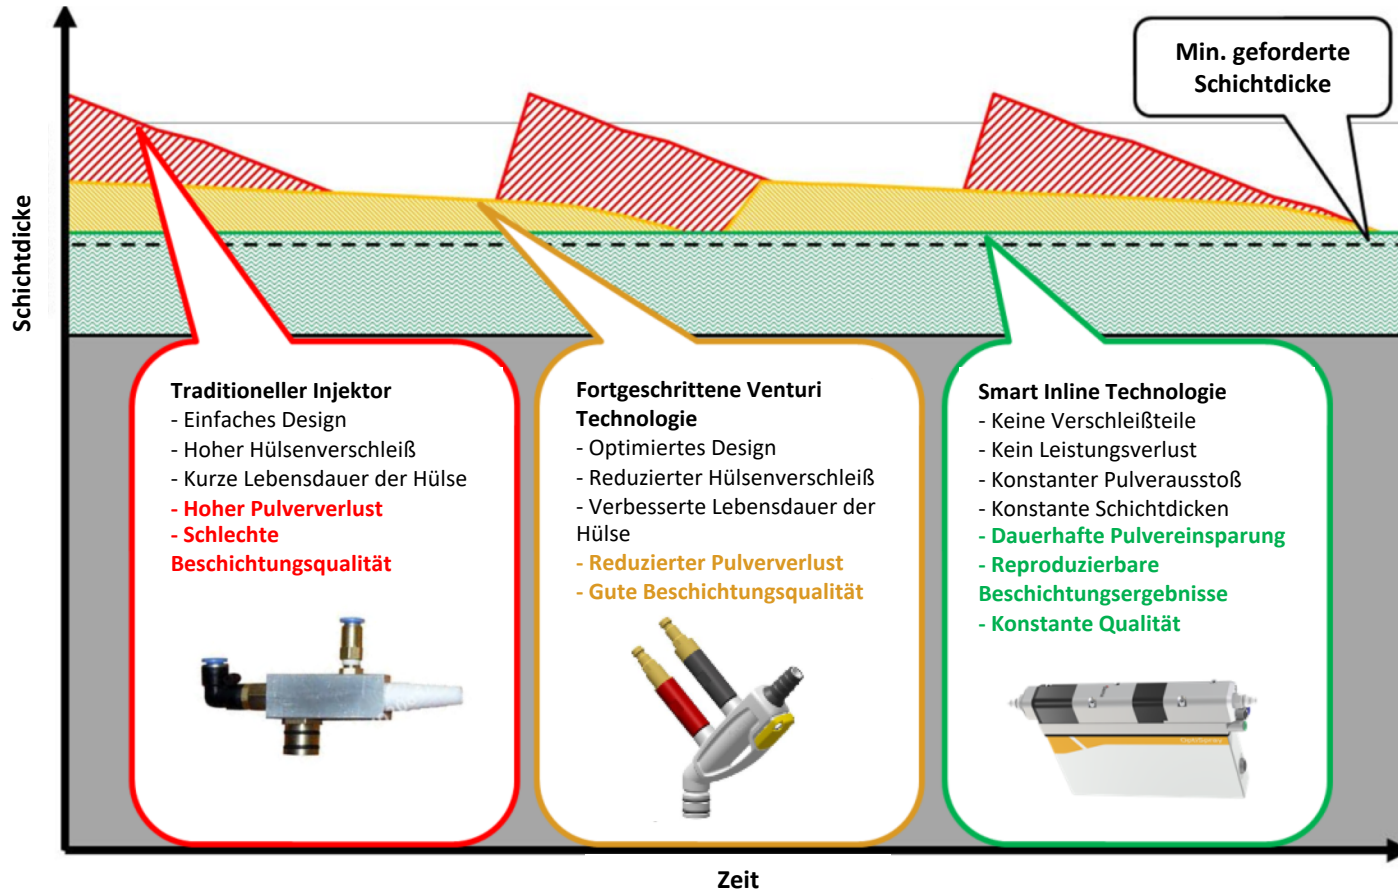 Min. geforderte
Schichtdicke
Schichtdicke
Traditioneller Injektor
- Einfaches Design
- Hoher Hülsenverschleiß
- Kurze Lebensdauer der Hülse
- Hoher Pulververlust
- Schlechte
Beschichtungsqualität
Fortgeschrittene Venturi
Technologie
- Optimiertes Design
- Reduzierter Hülsenverschleiß
- Verbesserte Lebensdauer der
Hülse
- Reduzierter Pulververlust
- Gute Beschichtungsqualität
Smart Inline Technologie
- Keine Verschleißteile
- Kein Leistungsverlust
- Konstanter Pulverausstoß
- Konstante Schichtdicken
- Dauerhafte Pulvereinsparung
- Reproduzierbare
Beschichtungsergebnisse
- Konstante Qualität
OptiSpray
Zeit